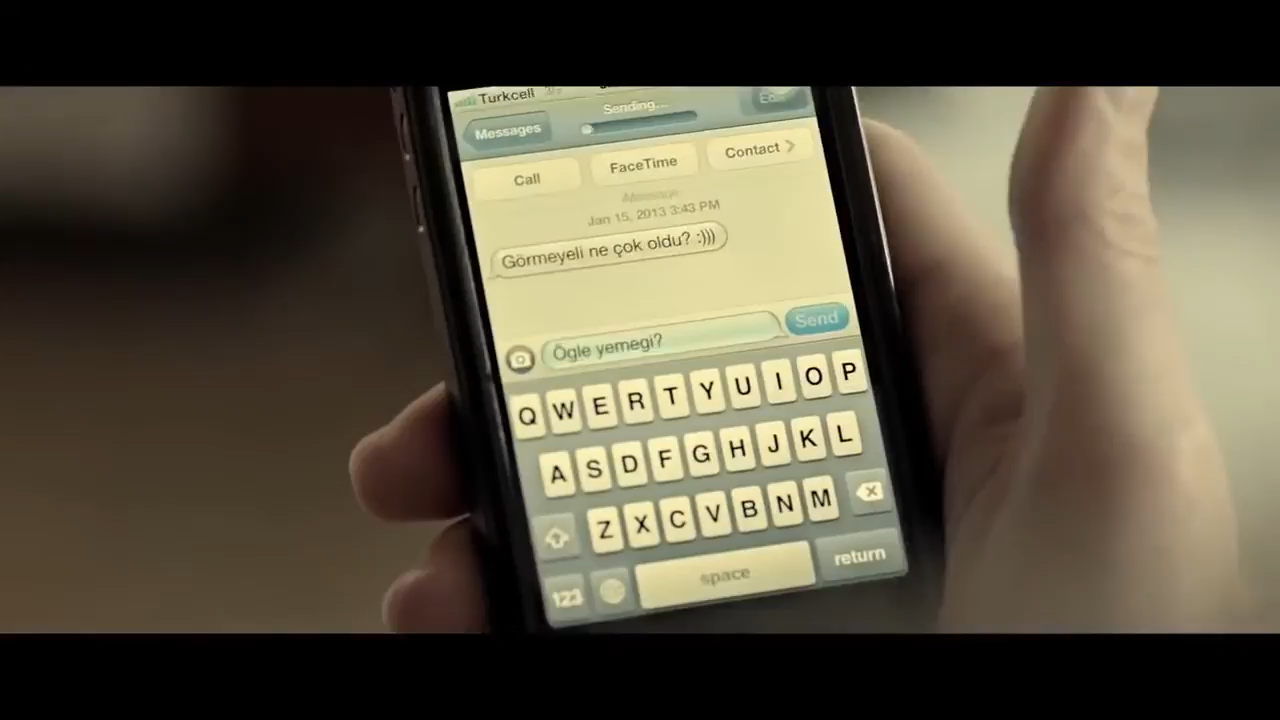 Turkcell
Sending...
Messages
Call
FaceTime
Contact
iMessage
Jan 15, 2013 3:43 PM
Görmeyeli ne çok oldu? :)))
Ögle yemegi?
Send
Q W E R T Y U I O P
A S D F G H J K L
Z X C V B N M
123
space
return